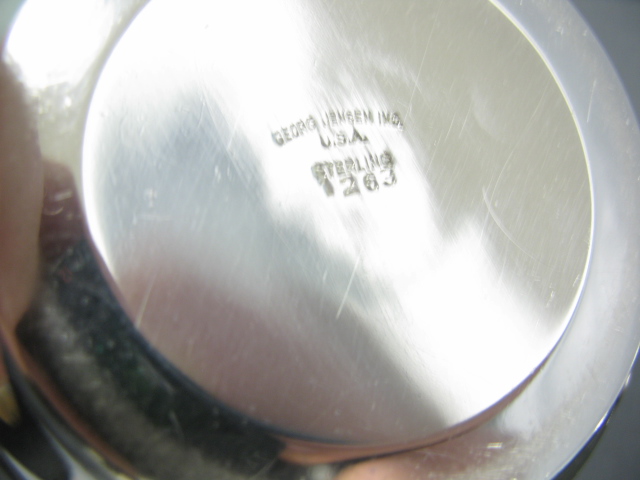 GEORG JENSEN INC.
U.S.A.
STERLING
1263